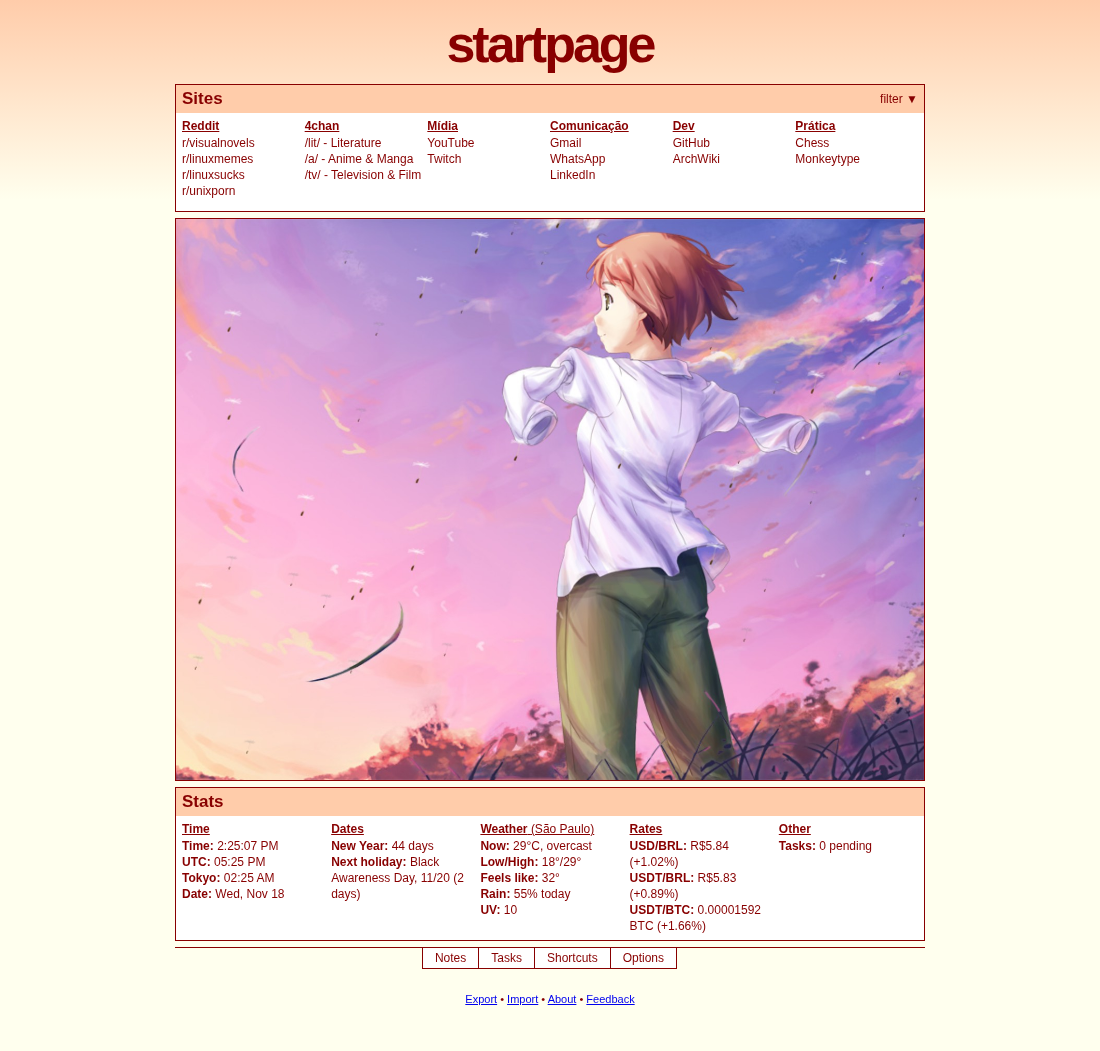 startpage
Sites
filter ▼
Reddit
r/visualnovels
r/linuxmemes
r/linuxsucks
r/unixporn
4chan
/lit/ - Literature
/a/ - Anime & Manga
/tv/ - Television & Film
Mídia
YouTube
Twitch
Comunicação
Gmail
WhatsApp
LinkedIn
Dev
GitHub
ArchWiki
Prática
Chess
Monkeytype
Stats
Time
Time: 2:25:07 PM
UTC: 05:25 PM
Tokyo: 02:25 AM
Date: Wed, Nov 18
Dates
New Year: 44 days
Next holiday: Black
Awareness Day, 11/20 (2
days)
Weather (São Paulo)
Now: 29°C, overcast
Low/High: 18°/29°
Feels like: 32°
Rain: 55% today
UV: 10
Rates
USD/BRL: R$5.84
(+1.02%)
USDT/BRL: R$5.83
(+0.89%)
USDT/BTC: 0.00001592
BTC (+1.66%)
Other
Tasks: 0 pending
Notes
Tasks
Shortcuts
Options
Export • Import • About • Feedback